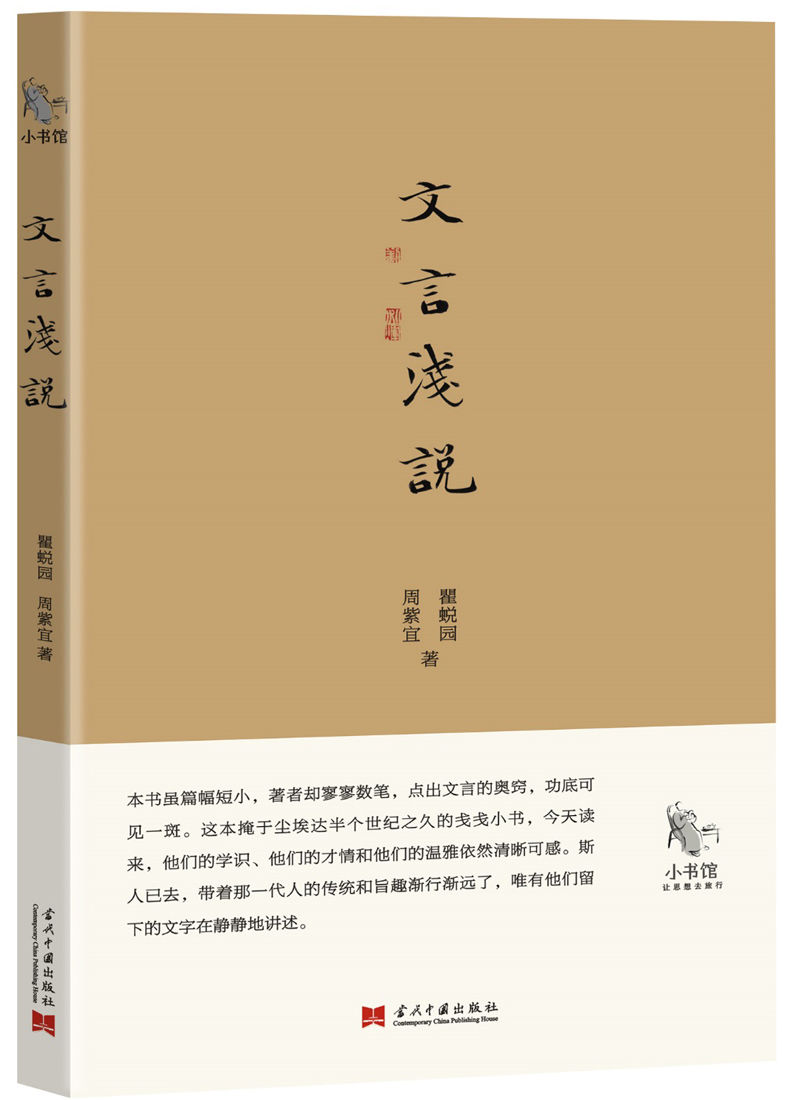 小书馆
文言淺説
瞿蜕园 周紫宜 著
文言淺説
瞿蜕园
周紫宜
著
本书虽篇幅短小，著者却寥寥数笔，点出文言的奥窍，功底可
见一斑。这本掩于尘埃达半个世纪之久的戋戋小书，今天读
来，他们的学识、他们的才情和他们的温雅依然清晰可感。斯
人已去，带着那一代人的传统和旨趣渐行渐远了，唯有他们留
下的文字在静静地讲述。
小书馆
让思想去旅行
当代中国出版社
Contemporary China Publishing House
当代中国出版社
Contemporary China Publishing House